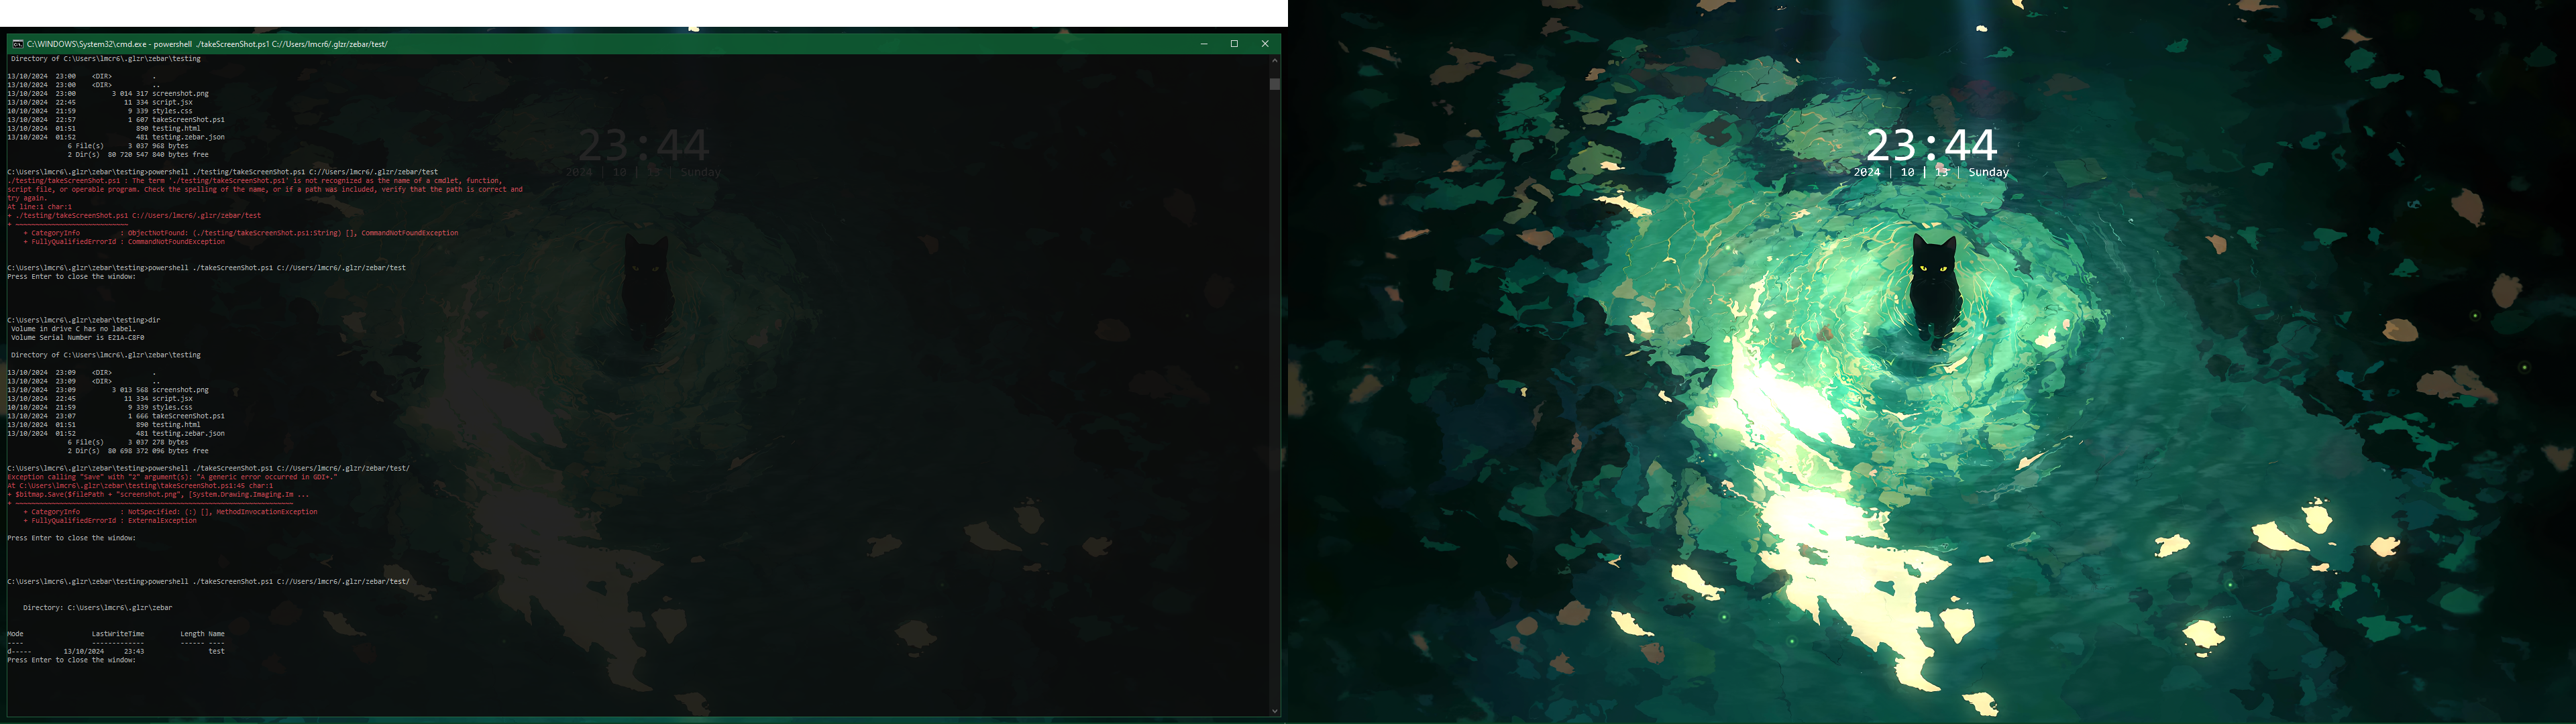 C:\WINDOWS\System32\cmd.exe - powershell ./takeScreenShot.ps1 C://Users/lmcr6/.glzr/zebar/test/
Directory of C:\Users\lmcr6\.glzr\zebar\testing
13/10/2024 23:00 <DIR> .
13/10/2024 23:00 <DIR> ..
13/10/2024 23:00 3 014 317 screenshot.png
13/10/2024 22:45 11 334 script.jsx
10/10/2024 21:59 9 339 styles.css
13/10/2024 22:57 1 607 takeScreenShot.ps1
13/10/2024 01:51 890 testing.html
13/10/2024 01:52 481 testing.zebar.json
6 File(s) 3 037 968 bytes
2 Dir(s) 80 720 547 840 bytes free
C:\Users\lmcr6\.glzr\zebar\testing>powershell ./testing/takeScreenShot.ps1 C://Users/lmcr6/.glzr/zebar/test
./testing/takeScreenShot.ps1 : The term './testing/takeScreenShot.ps1' is not recognized as the name of a cmdlet, function,
script file, or operable program. Check the spelling of the name, or if a path was included, verify that the path is correct and
try again.
At line:1 char:1
+ ./testing/takeScreenShot.ps1 C://Users/lmcr6/.glzr/zebar/test
+ ~~~~~~~~~~~~~~~~~~~~~~~~~~~~
+ CategoryInfo : ObjectNotFound: (./testing/takeScreenShot.ps1:String) [], CommandNotFoundException
+ FullyQualifiedErrorId : CommandNotFoundException
C:\Users\lmcr6\.glzr\zebar\testing>powershell ./takeScreenShot.ps1 C://Users/lmcr6/.glzr/zebar/test
Press Enter to close the window:
C:\Users\lmcr6\.glzr\zebar\testing>dir
Volume in drive C has no label.
Volume Serial Number is E21A-C8F0
Directory of C:\Users\lmcr6\.glzr\zebar\testing
13/10/2024 23:09 <DIR> .
13/10/2024 23:09 <DIR> ..
13/10/2024 23:09 3 013 568 screenshot.png
13/10/2024 22:45 11 334 script.jsx
10/10/2024 21:59 9 339 styles.css
13/10/2024 23:07 1 666 takeScreenShot.ps1
13/10/2024 01:51 890 testing.html
13/10/2024 01:52 481 testing.zebar.json
6 File(s) 3 037 278 bytes
2 Dir(s) 80 698 372 096 bytes free
C:\Users\lmcr6\.glzr\zebar\testing>powershell ./takeScreenShot.ps1 C://Users/lmcr6/.glzr/zebar/test/
Exception calling "Save" with "2" argument(s): "A generic error occurred in GDI+."
At C:\Users\lmcr6\.glzr\zebar\testing\takeScreenShot.ps1:45 char:1
+ $bitmap.Save($filePath + "screenshot.png", [System.Drawing.Imaging.Im ...
+ ~~~~~~~~~~~~~~~~~~~~~~~~~~~~~~~~~~~~~~~~~~~~~~~~~~~~~~~~~~~~~~~~~~~~~
+ CategoryInfo : NotSpecified: (:) [], MethodInvocationException
+ FullyQualifiedErrorId : ExternalException
Press Enter to close the window:
C:\Users\lmcr6\.glzr\zebar\testing>powershell ./takeScreenShot.ps1 C://Users/lmcr6/.glzr/zebar/test/
Directory: C:\Users\lmcr6\.glzr\zebar
Mode LastWriteTime Length Name
---- ------------- ------ ----
d----- 13/10/2024 23:43 test
Press Enter to close the window:
23:44
2024 | 10 | 13 | Sunday
23:44
2024 | 10 | 13 | Sunday